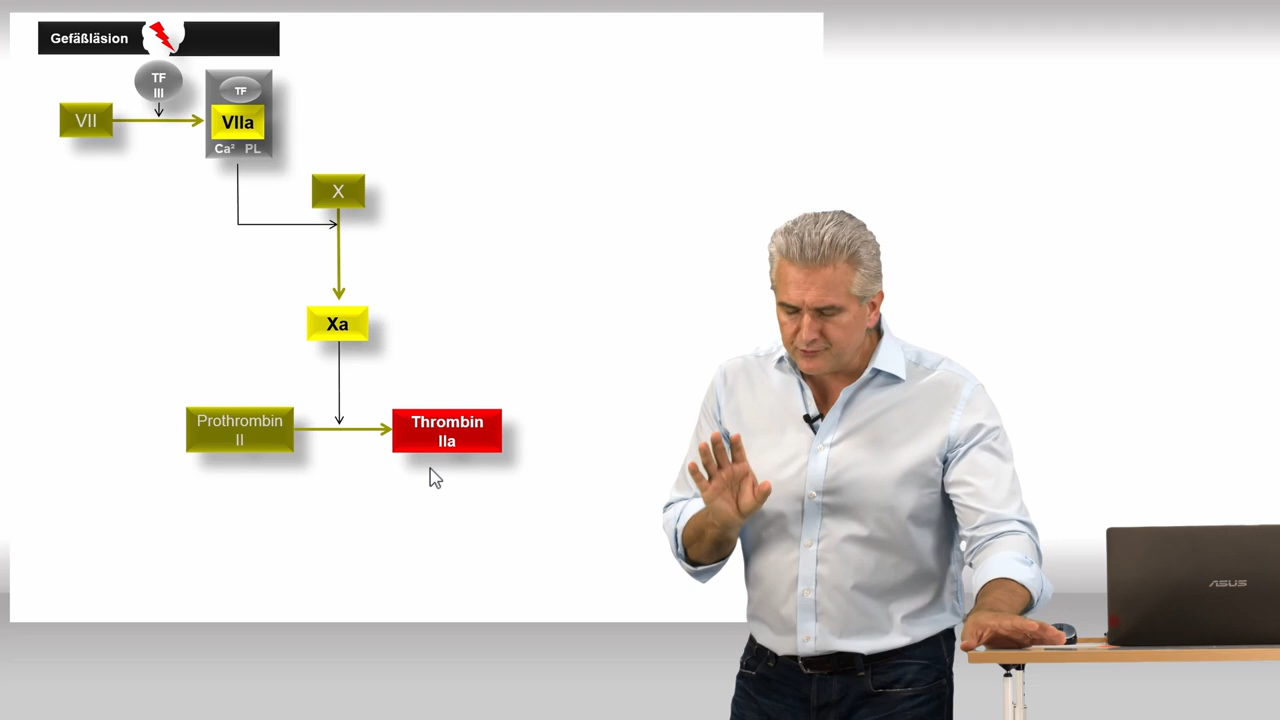 Gefäßläsion
TF
III
TF
VII
VIIa
Ca² PL
X
Xa
Prothrombin
II
Thrombin
IIa
ASUS